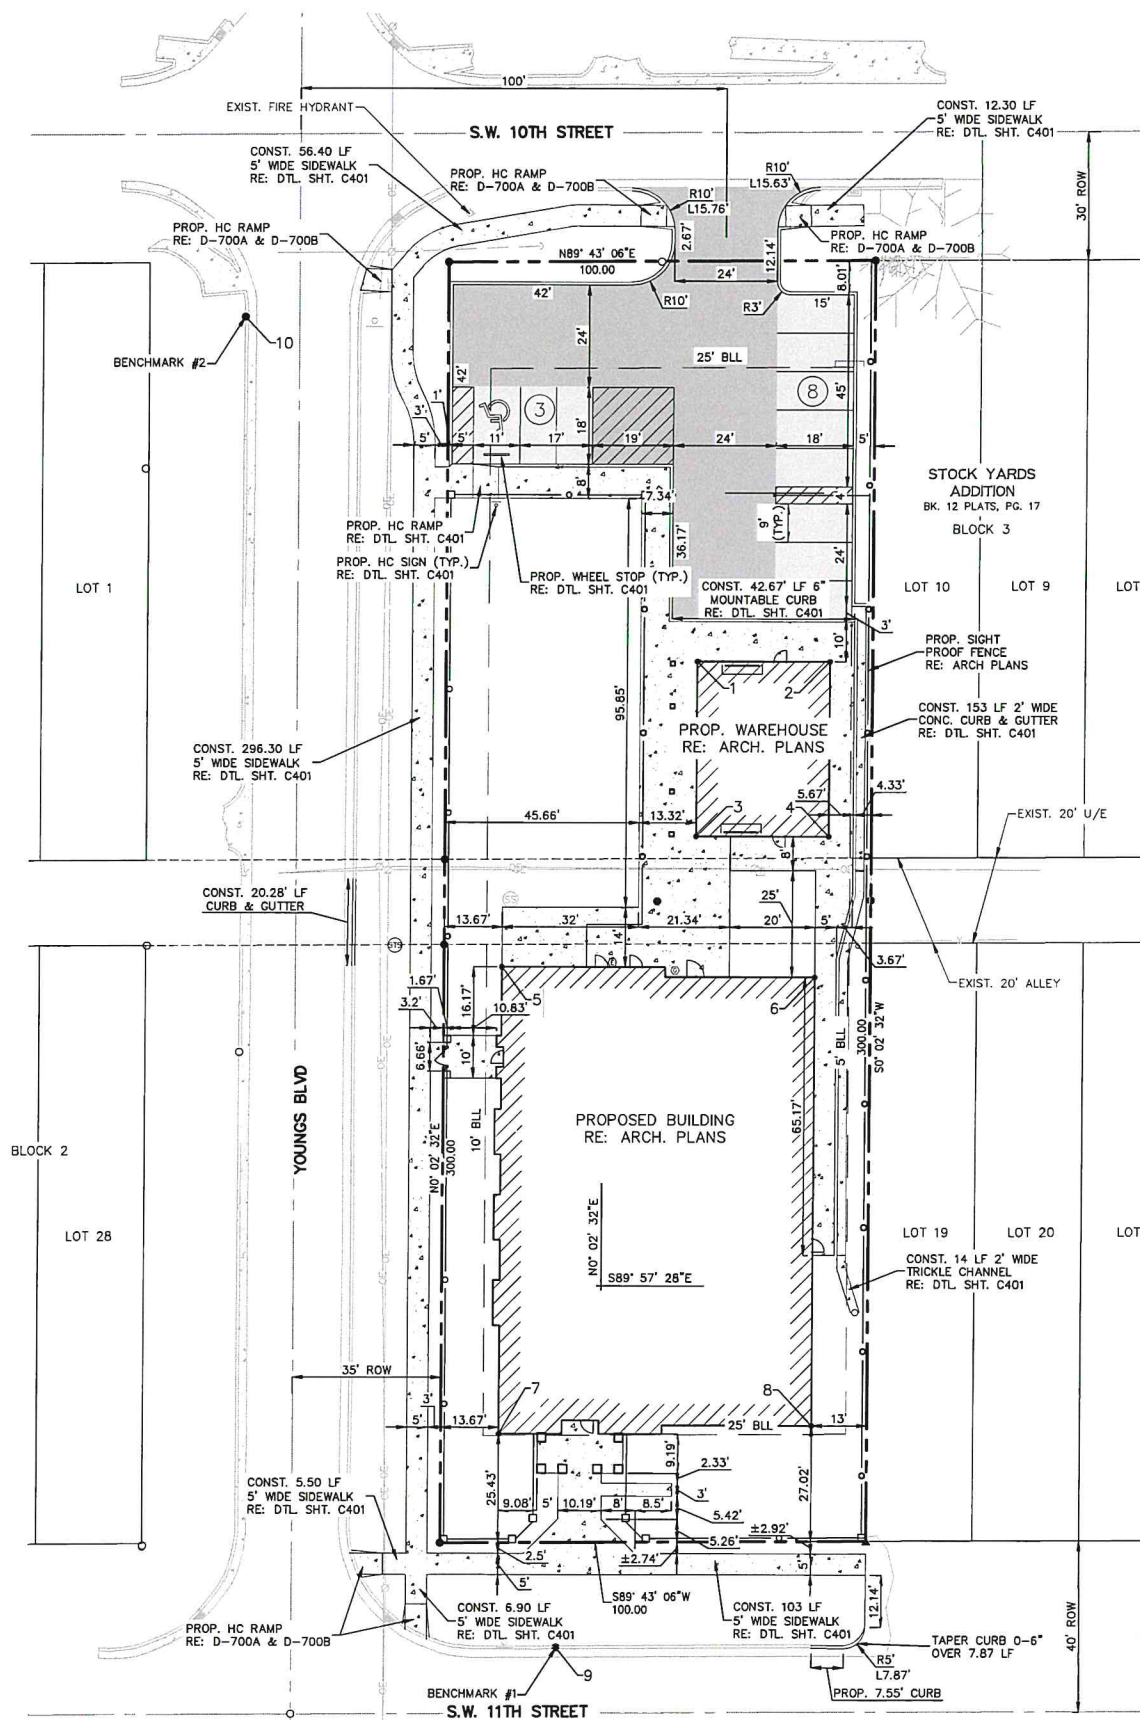 100'
EXIST. FIRE HYDRANT
S.W. 10TH STREET
CONST. 12.30 LF
5' WIDE SIDEWALK
RE: DTL. SHT. C401
CONST. 56.40 LF
5' WIDE SIDEWALK
RE: DTL. SHT. C401
PROP. HC RAMP
RE: D-700A & D-700B
R10'
L15.76'
R10'
L15.63'
30' ROW
PROP. HC RAMP
RE: D-700A & D-700B
PROP. HC RAMP
RE: D-700A & D-700B
2.67'
12.14'
N89° 43' 06"E
100.00
8.01'
24'
42'
R10'
R3'
15'
10
BENCHMARK #2
24'
25' BLL
42'
8
45'
1'
3'
3
18'
5'
5'
11'
17'
19'
24'
18'
5'
8'
STOCK YARDS
ADDITION
BK. 12 PLATS, PG. 17
BLOCK 3
7.34'
4'
PROP. HC RAMP
RE: DTL. SHT. C401
9'
(TYP.)
36.17'
24'
PROP. HC SIGN (TYP.)
RE: DTL. SHT. C401
PROP. WHEEL STOP (TYP.)
RE: DTL. SHT. C401
CONST. 42.67' LF 6"
MOUNTABLE CURB
RE: DTL. SHT. C401
LOT 1
LOT 10
LOT 9
LOT
3'
10'
PROP. SIGHT
PROOF FENCE
RE: ARCH PLANS
1
2
95.85'
PROP. WAREHOUSE
RE: ARCH. PLANS
CONST. 153 LF 2' WIDE
CONC. CURB & GUTTER
RE: DTL. SHT. C401
CONST. 296.30 LF
5' WIDE SIDEWALK
RE: DTL. SHT. C401
5.67'
4.33'
45.66'
13.32'
3
4
EXIST. 20' U/E
8'
CONST. 20.28' LF
CURB & GUTTER
SS
25'
13.67'
32'
21.34'
20'
5'
14'
STS
3.67'
EXIST. 20' ALLEY
E
G
5
6
1.67'
3.2'
16.17'
10.83'
6.66'
10'
5' BLL
300.00
S0° 02' 32"W
YOUNGS BLVD
PROPOSED BUILDING
RE: ARCH. PLANS
65.17'
BLOCK 2
N0° 02' 32"E
300.00
10' BLL
LOT 28
N0° 02' 32"E
S89° 57' 28"E
LOT 19
LOT 20
LOT
CONST. 14 LF 2' WIDE
TRICKLE CHANNEL
RE: DTL. SHT. C401
35' ROW
3'
5'
13.67'
7
8
25' BLL
13'
9.19'
2.33'
25.43'
27.02'
3'
CONST. 5.50 LF
5' WIDE SIDEWALK
RE: DTL. SHT. C401
9.08'
5'
10.19'
8'
8.5'
5.42'
5.26'
±2.92'
2.5'
±2.74'
5'
5'
S89° 43' 06"W
100.00
12.14'
40' ROW
PROP. HC RAMP
RE: D-700A & D-700B
CONST. 6.90 LF
5' WIDE SIDEWALK
RE: DTL. SHT. C401
CONST. 103 LF
5' WIDE SIDEWALK
RE: DTL. SHT. C401
TAPER CURB 0-6"
OVER 7.87 LF
R5'
L7.87'
9
BENCHMARK #1
PROP. 7.55' CURB
S.W. 11TH STREET